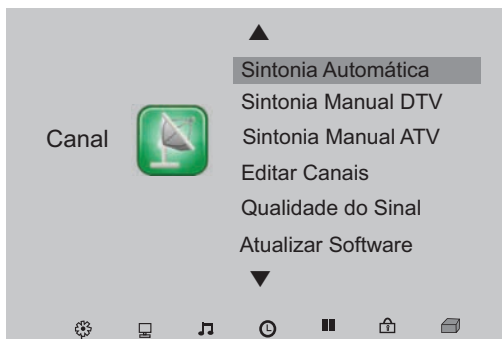 Sintonia Automática
Sintonia Manual DTV
Canal
Sintonia Manual ATV
Editar Canais
Qualidade do Sinal
Atualizar Software